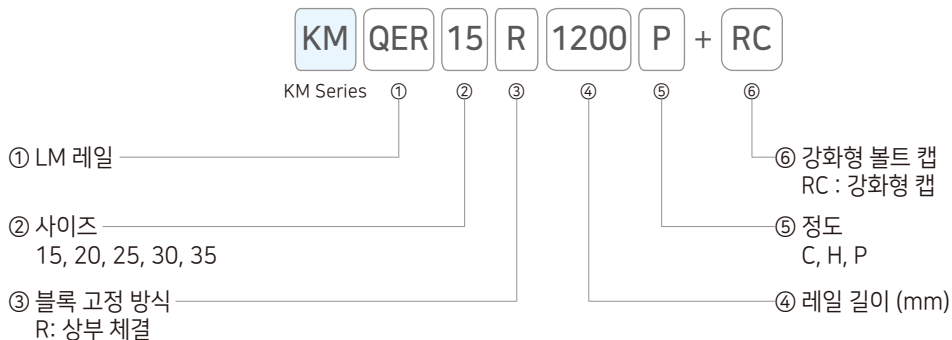 KM QER 15 R 1200 P + RC
KM Series ① ② ③ ④ ⑤ ⑥
① LM 레일
⑥ 강화형 볼트 캡
RC : 강화형 캡
② 사이즈
15, 20, 25, 30, 35
⑤ 정도
C, H, P
③ 블록 고정 방식
R: 상부 체결
④ 레일 길이 (mm)